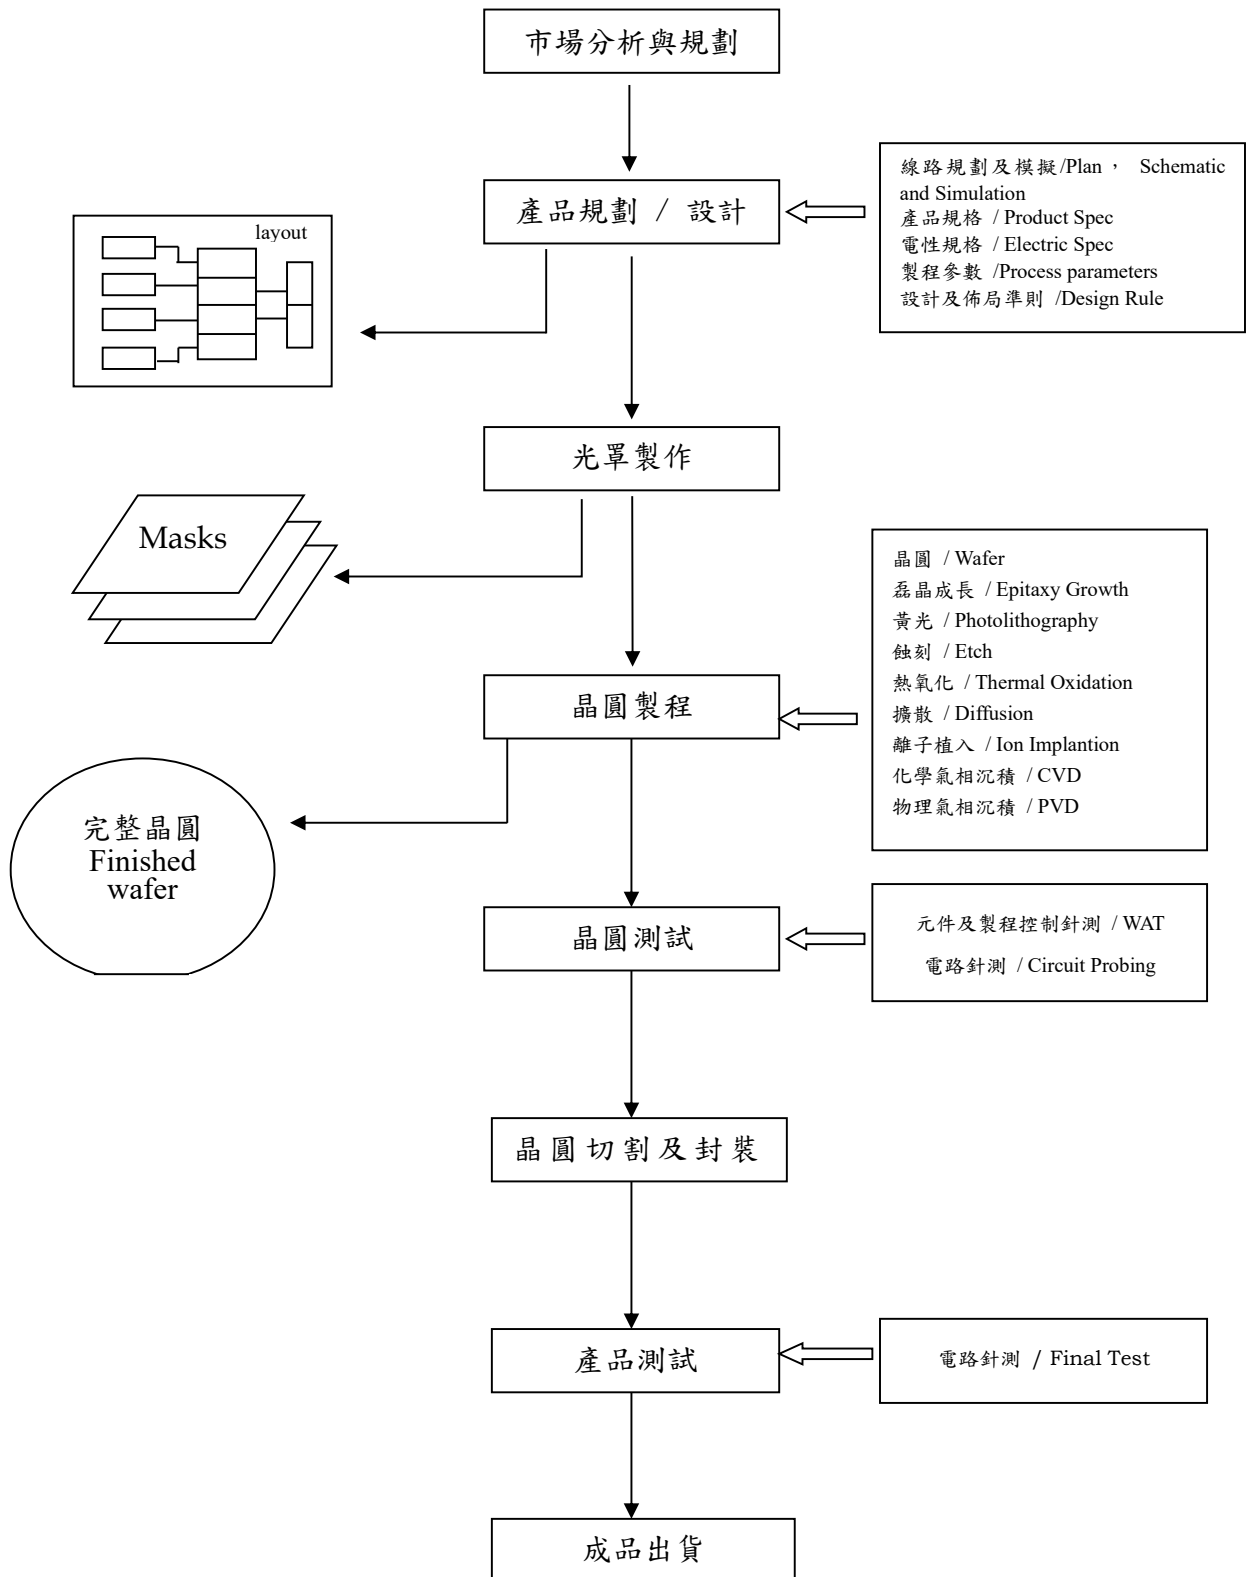 市場分析與規劃
線路規劃及模擬/Plan， Schematic
and Simulation
產品規格 / Product Spec
電性規格 / Electric Spec
製程參數 /Process parameters
設計及佈局準則 /Design Rule
產品規劃 / 設計
layout
光罩製作
Masks
晶圓 / Wafer
磊晶成長 / Epitaxy Growth
黃光 / Photolithography
蝕刻 / Etch
熱氧化 / Thermal Oxidation
擴散 / Diffusion
離子植入 / Ion Implantion
化學氣相沉積 / CVD
物理氣相沉積 / PVD
晶圓製程
完整晶圓
Finished
wafer
晶圓測試
元件及製程控制針測 / WAT
電路針測 / Circuit Probing
晶圓切割及封裝
產品測試
電路針測 / Final Test
成品出貨